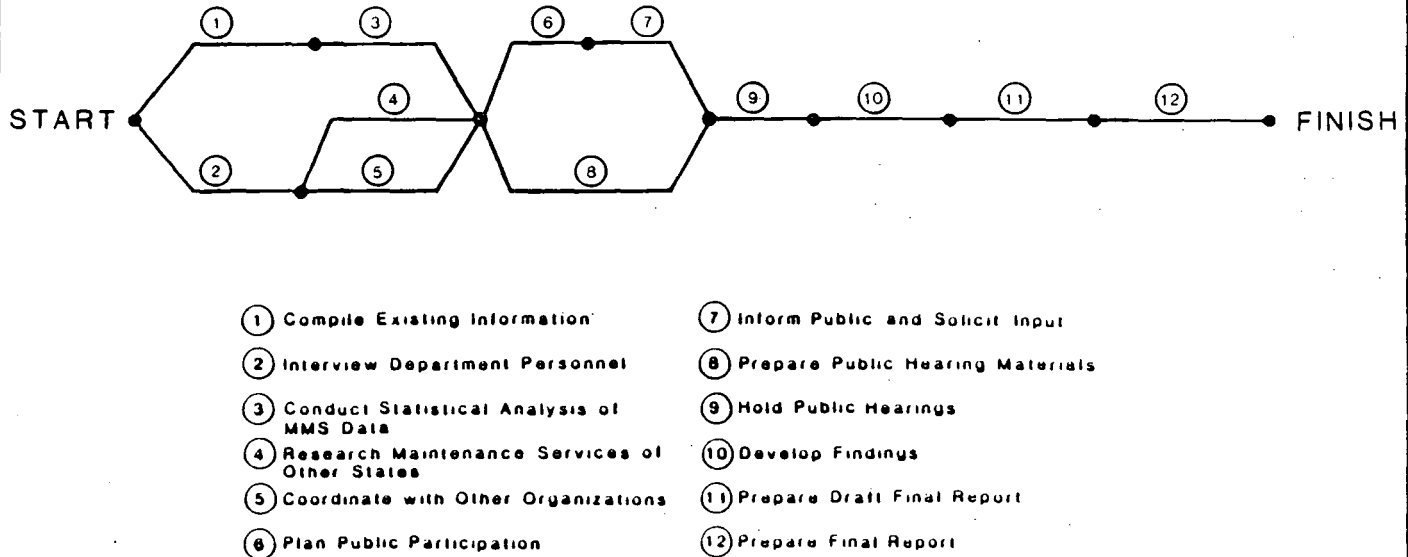 1 3 6 7
START 4 9 10 11 12 FINISH
2 5 8
1 Compile Existing Information
2 Interview Department Personnel
3 Conduct Statistical Analysis of
MMS Data
4 Research Maintenance Services of
Other States
5 Coordinate with Other Organizations
6 Plan Public Participation
7 Inform Public and Solicit Input
8 Prepare Public Hearing Materials
9 Hold Public Hearings
10 Develop Findings
11 Prepare Draft Final Report
12 Prepare Final Report